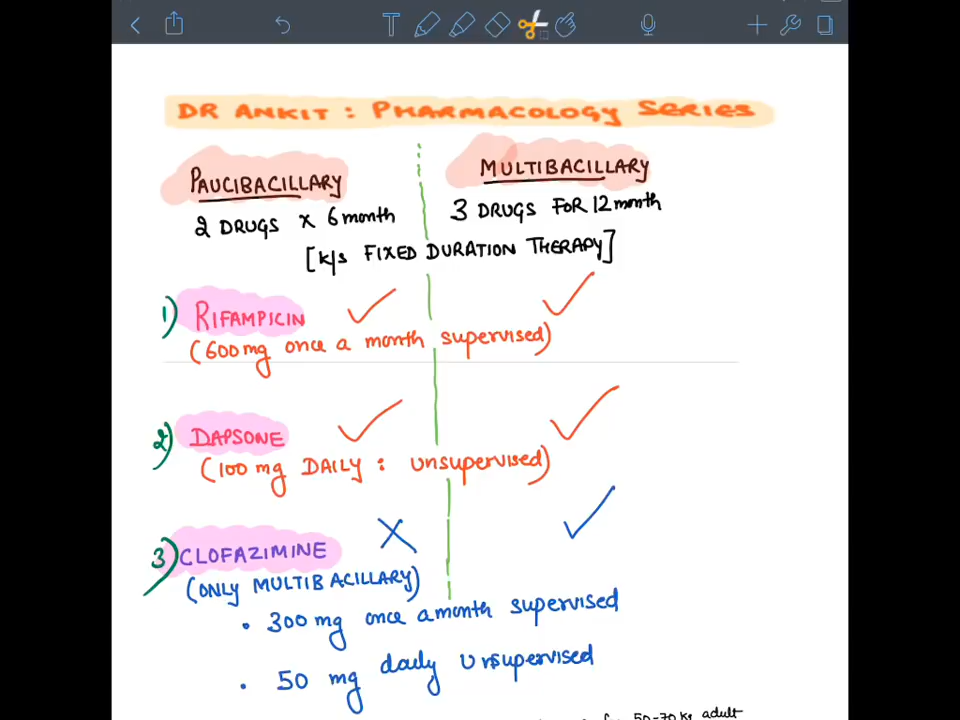 DR ANKIT : PHARMACOLOGY SERIES
PAUCIBACILLARY
MULTIBACILLARY
2 DRUGS x 6 month
3 DRUGS FOR 12 month
[K/s FIXED DURATION THERAPY]
1) RIFAMPICIN
(600 mg once a month supervised)
2) DAPSONE
(100 mg DAILY : unsupervised)
3) CLOFAZIMINE
(ONLY MULTIBACILLARY)
• 300 mg once a month supervised
• 50 mg daily Unsupervised
50-70 kg adult